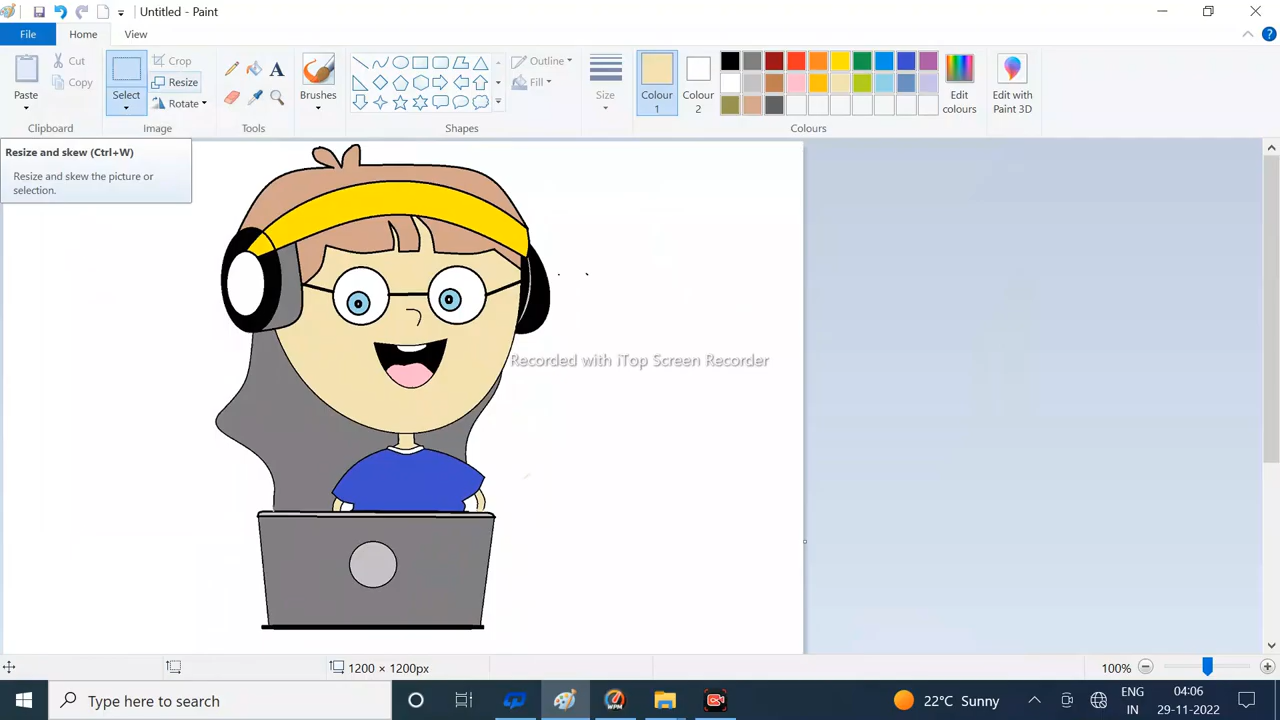 Untitled - Paint
File
Home
View
Paste
Cut
Copy
Clipboard
Select
Crop
Resize
Rotate
Image
Tools
Brushes
Outline
Fill
Shapes
Size
Colour
1
Colour
2
Edit
colours
Colours
Edit with
Paint 3D
Resize and skew (Ctrl+W)
Resize and skew the picture or
selection.
Recorded with iTop Screen Recorder
1200 × 1200px
100%
Type here to search
WPM
22°C Sunny
ENG
IN
04:06
29-11-2022